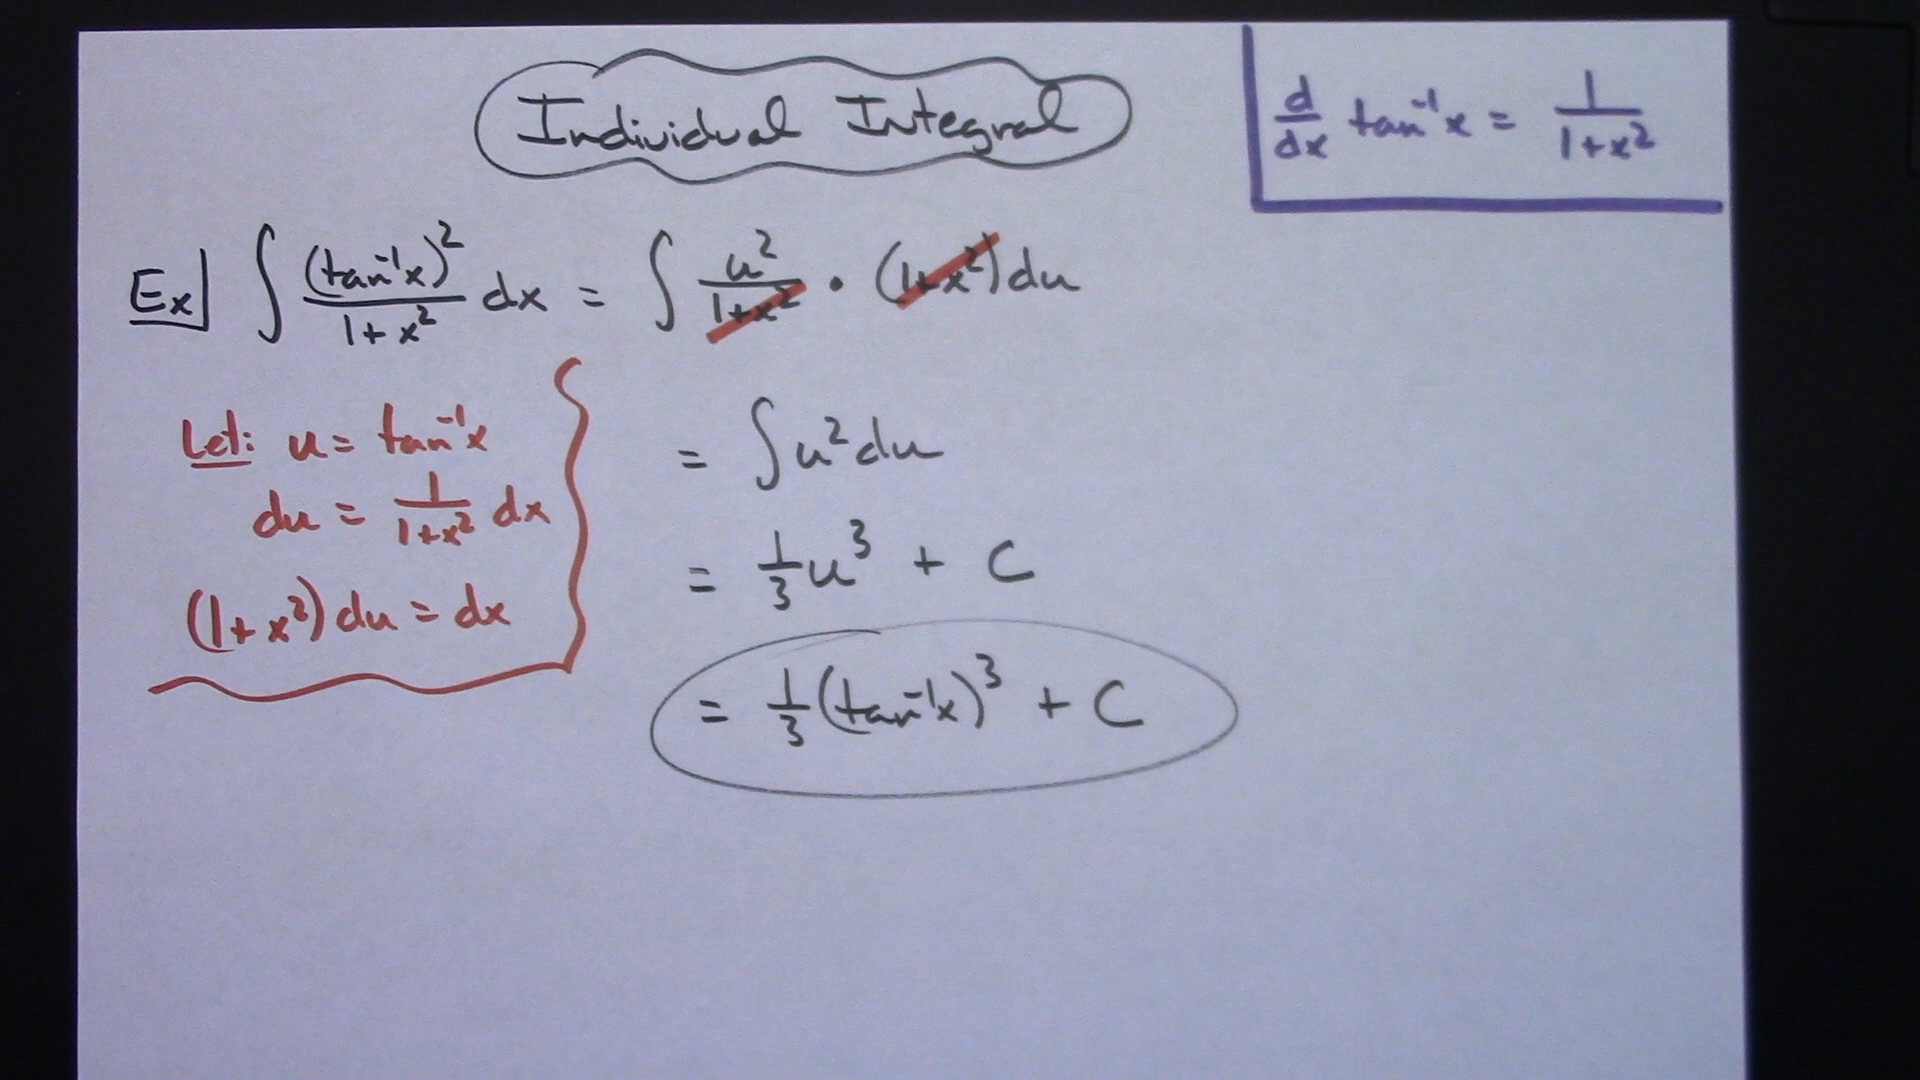 Individual Integral
d/dx tan⁻¹x = 1/(1+x²)
Ex ∫ (tan⁻¹x)²/(1+x²) dx = ∫ u²/(1+x²) • (1+x²) du
Let: u = tan⁻¹x
du = 1/(1+x²) dx
(1+x²) du = dx
= ∫ u² du
= 1/3 u³ + C
= 1/3 (tan⁻¹x)³ + C